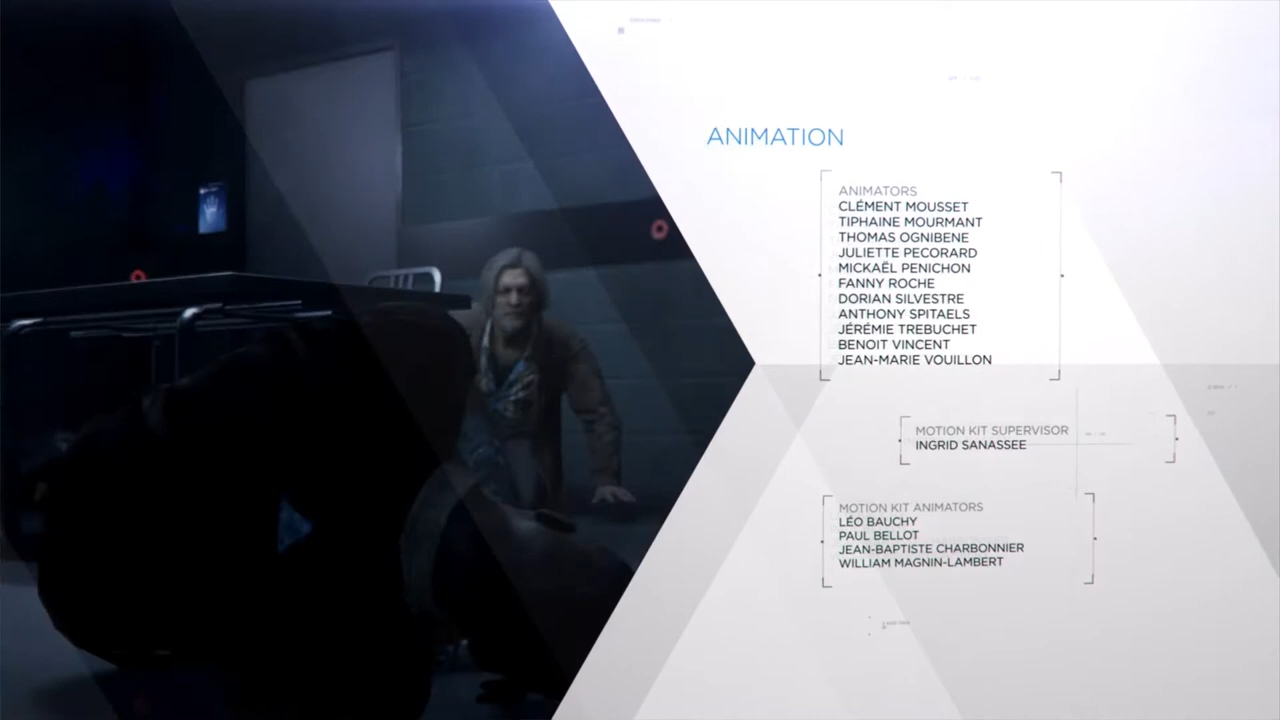 ANIMATION
ANIMATORS
CLÉMENT MOUSSET
TIPHAINE MOURMANT
THOMAS OGNIBENE
JULIETTE PECORARD
MICKAËL PENICHON
FANNY ROCHE
DORIAN SILVESTRE
ANTHONY SPITAELS
JÉRÉMIE TREBUCHET
BENOIT VINCENT
JEAN-MARIE VOUILLON
MOTION KIT SUPERVISOR
INGRID SANASSEE
MOTION KIT ANIMATORS
LÉO BAUCHY
PAUL BELLOT
JEAN-BAPTISTE CHARBONNIER
WILLIAM MAGNIN-LAMBERT